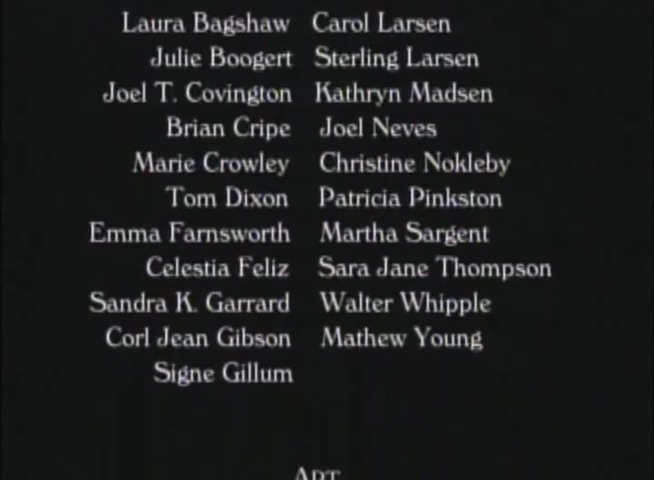 Laura Bagshaw Carol Larsen
Julie Boogert Sterling Larsen
Joel T. Covington Kathryn Madsen
Brian Cripe Joel Neves
Marie Crowley Christine Nokleby
Tom Dixon Patricia Pinkston
Emma Farnsworth Martha Sargent
Celestia Feliz Sara Jane Thompson
Sandra K. Garrard Walter Whipple
Corl Jean Gibson Mathew Young
Signe Gillum
ART